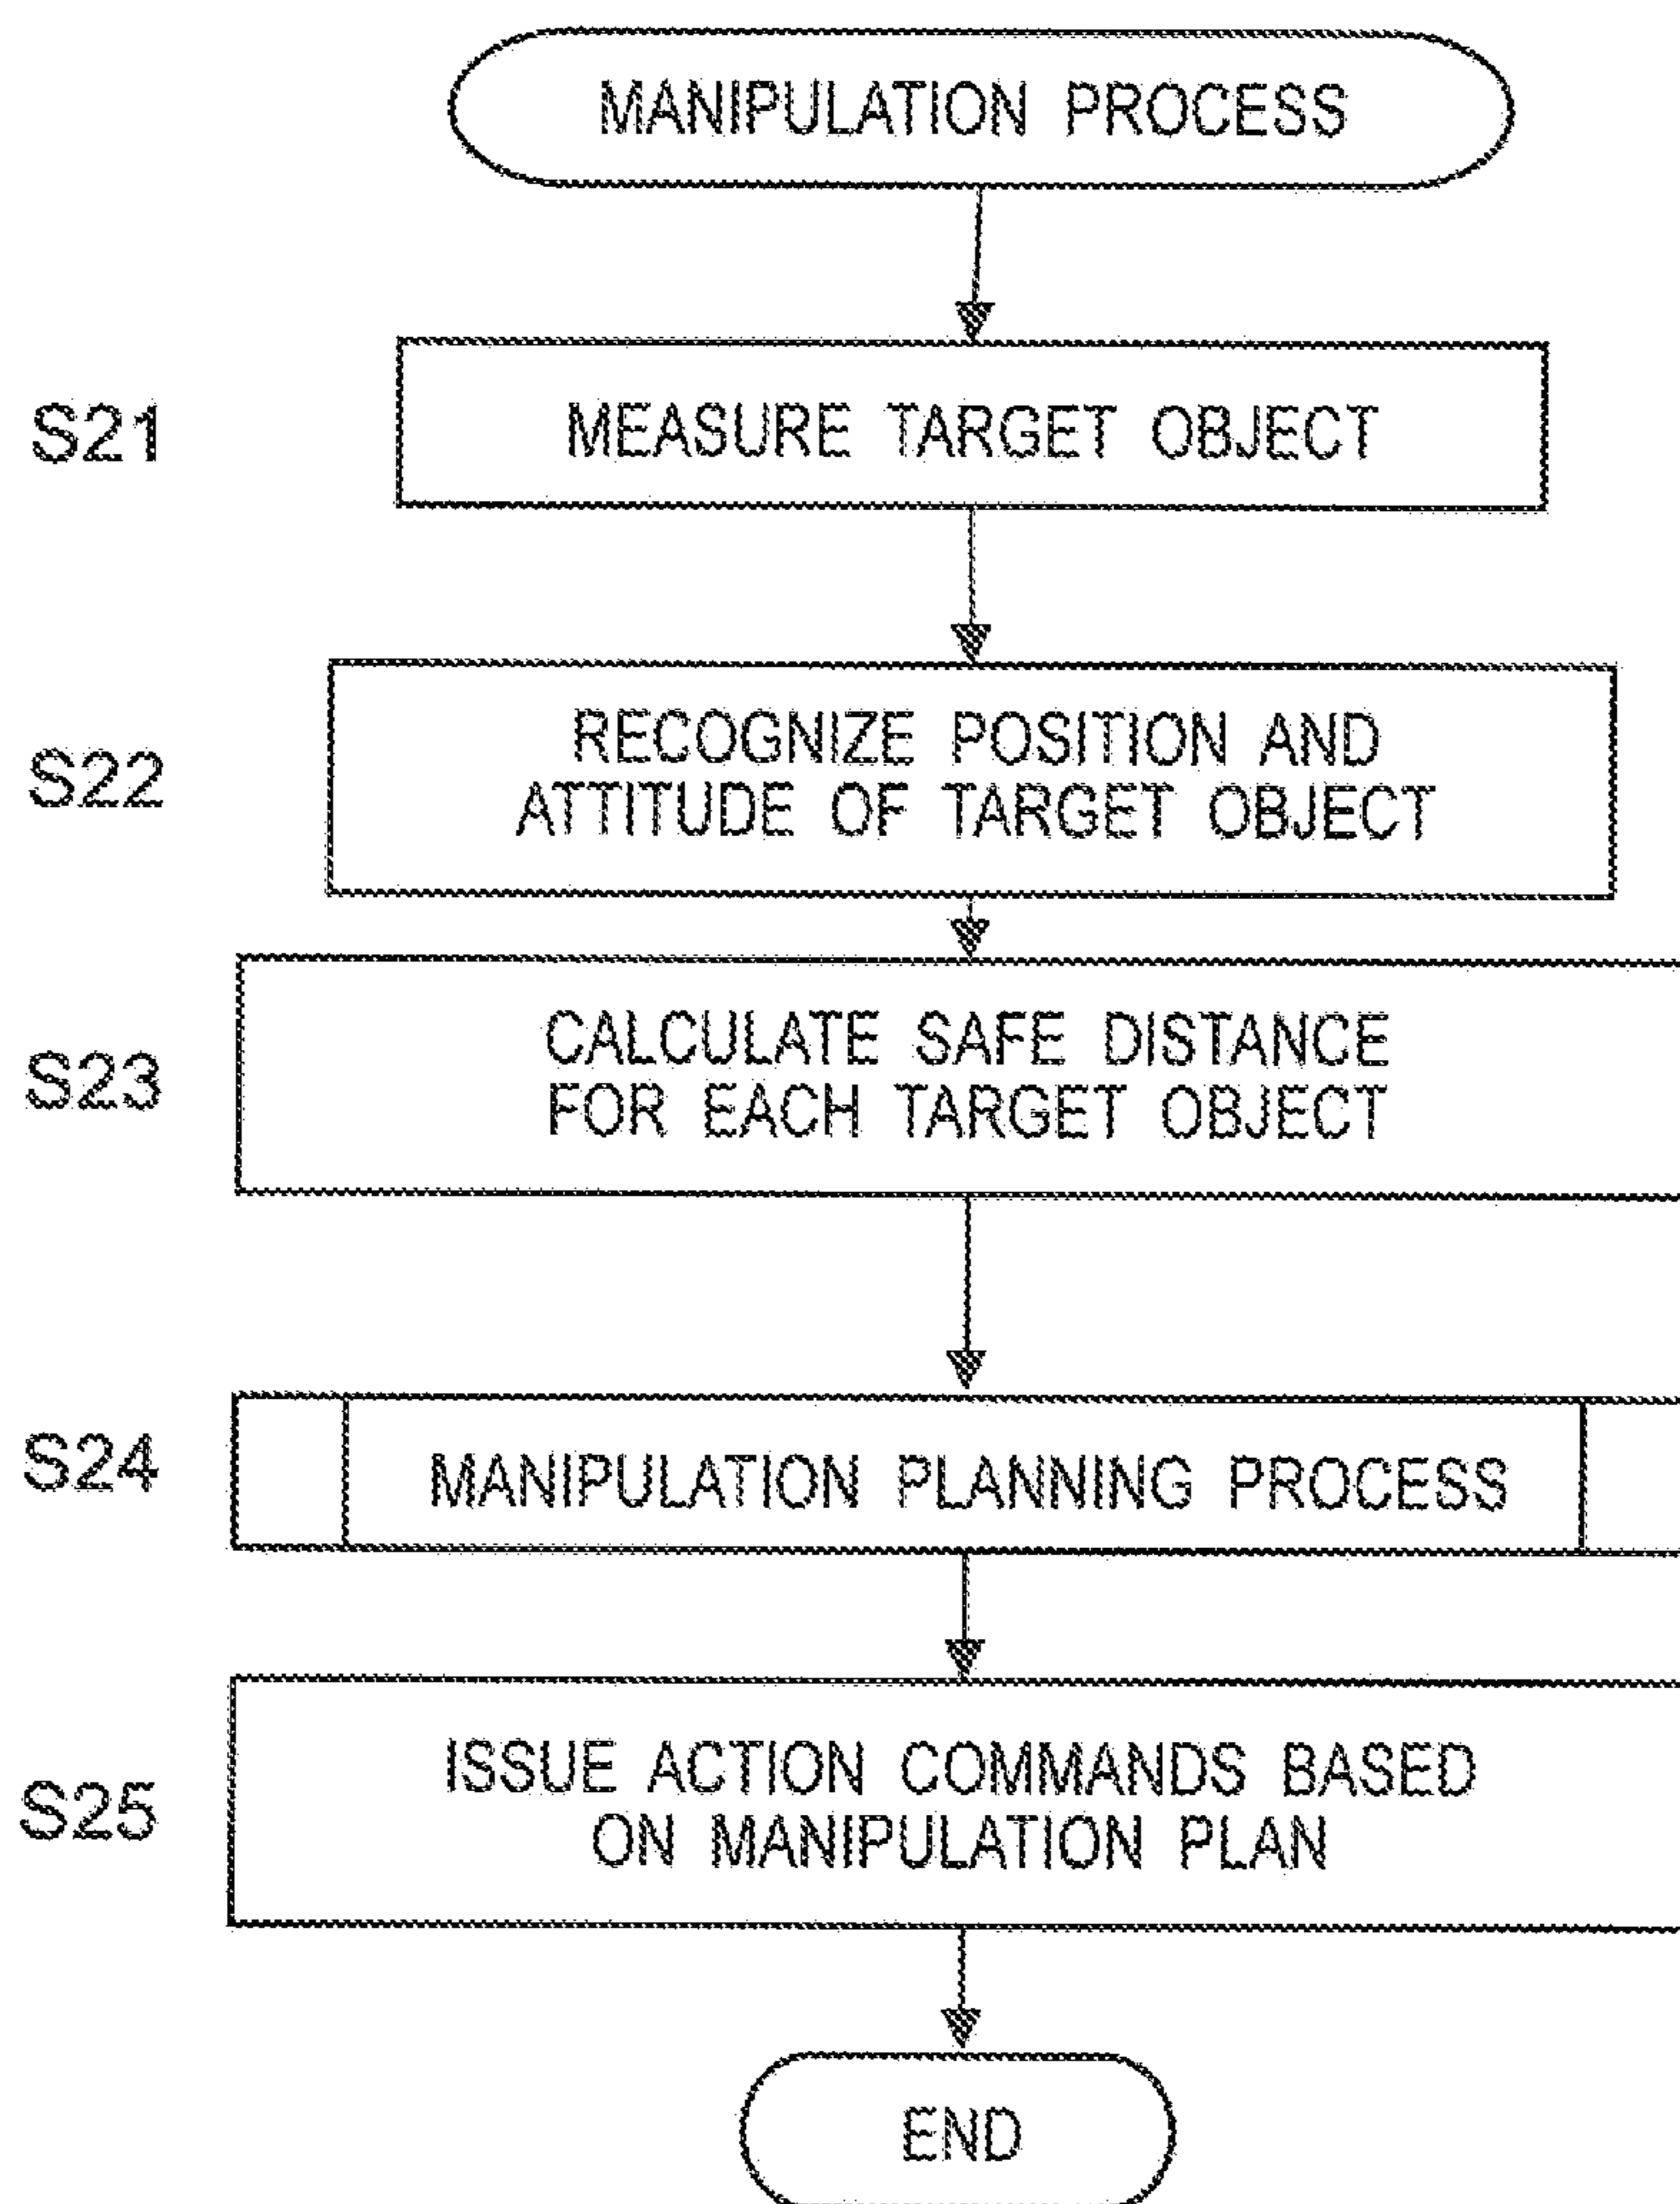 MANIPULATION PROCESS
S21
MEASURE TARGET OBJECT
S22
RECOGNIZE POSITION AND
ATTITUDE OF TARGET OBJECT
S23
CALCULATE SAFE DISTANCE
FOR EACH TARGET OBJECT
S24
MANIPULATION PLANNING PROCESS
S25
ISSUE ACTION COMMANDS BASED
ON MANIPULATION PLAN
END